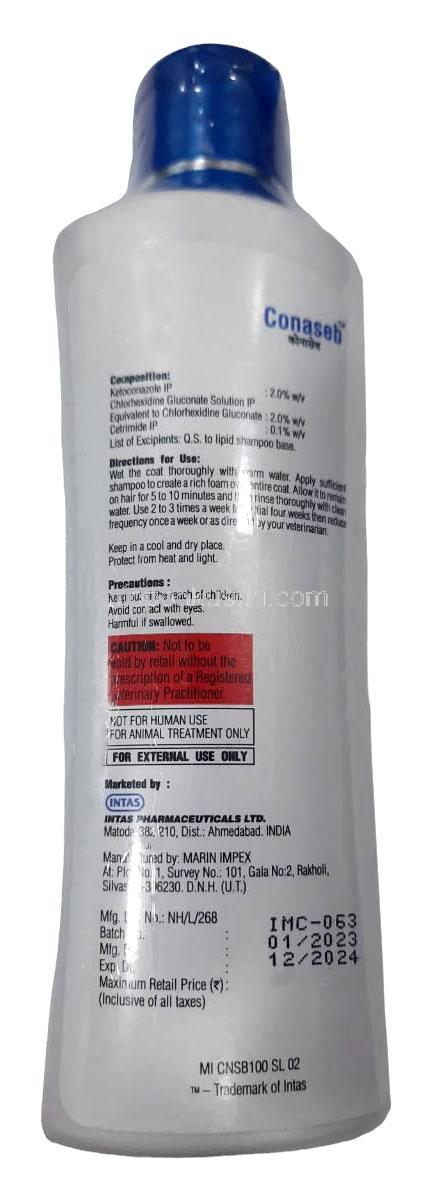 Conaseb™
कोनासेब
Composition:
Ketoconazole IP : 2.0% w/v
Chlorhexidine Gluconate Solution IP
Equivalent to Chlorhexidine Gluconate : 2.0% w/v
Cetrimide IP : 0.1% w/v
List of Excipients: Q.S. to lipid shampoo base.
Directions for Use:
Wet the coat thoroughly with warm water. Apply sufficient
shampoo to create a rich foam over entire coat. Allow it to remain
on hair for 5 to 10 minutes and then rinse thoroughly with clean
water. Use 2 to 3 times a week for initial four weeks then reduce
frequency once a week or as directed by your veterinarian.
Keep in a cool and dry place.
Protect from heat and light.
Precautions :
Keep out of the reach of children.
Avoid contact with eyes.
Harmful if swallowed.
CAUTION: Not to be
sold by retail without the
prescription of a Registered
Veterinary Practitioner.
NOT FOR HUMAN USE
FOR ANIMAL TREATMENT ONLY
FOR EXTERNAL USE ONLY
Marketed by :
INTAS
INTAS PHARMACEUTICALS LTD.
Matoda-382 210, Dist.: Ahmedabad. INDIA
Manufactured by: MARIN IMPEX
At: Plot No. 1, Survey No.: 101, Gala No:2, Rakholi,
Silvassa-396230. D.N.H. (U.T.)
Mfg. Lic. No.: NH/L/268
Batch No. : IMC-063
Mfg. Dt. : 01/2023
Exp. Dt. : 12/2024
Maximum Retail Price (₹) :
(Inclusive of all taxes)
MI CNSB100 SL 02
™ – Trademark of Intas